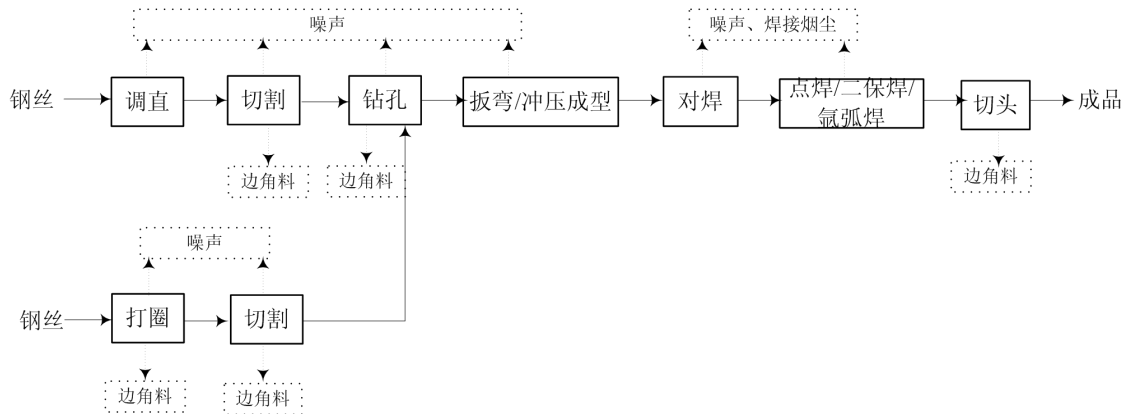 噪声
噪声、焊接烟尘
钢丝
调直
切割
钻孔
扳弯/冲压成型
对焊
点焊/二保焊/
氩弧焊
切头
成品
边角料
边角料
边角料
噪声
钢丝
打圈
切割
边角料
边角料